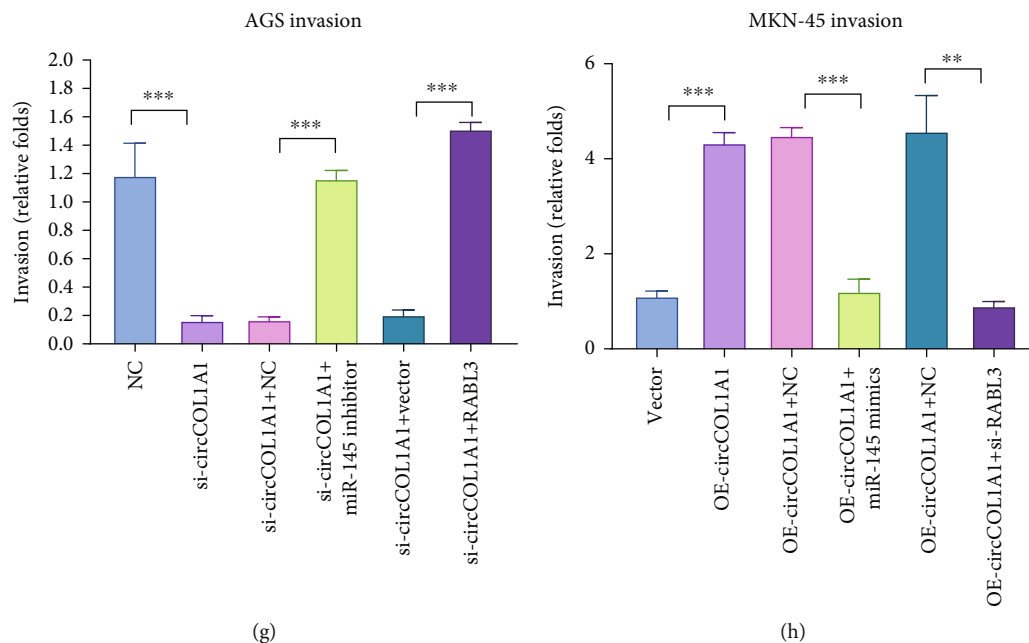 AGS invasion
Invasion (relative folds)
2.0
1.8
1.6
1.4
1.2
1.0
0.8
0.6
0.4
0.2
0.0
***
***
***
NC
si-circCOL1A1
si-circCOL1A1+NC
si-circCOL1A1+
miR-145 inhibitor
si-circCOL1A1+vector
si-circCOL1A1+RABL3
(g)
MKN-45 invasion
Invasion (relative folds)
6
4
2
0
***
***
**
Vector
OE-circCOL1A1
OE-circCOL1A1+NC
OE-circCOL1A1+
miR-145 mimics
OE-circCOL1A1+NC
OE-circCOL1A1+si-RABL3
(h)